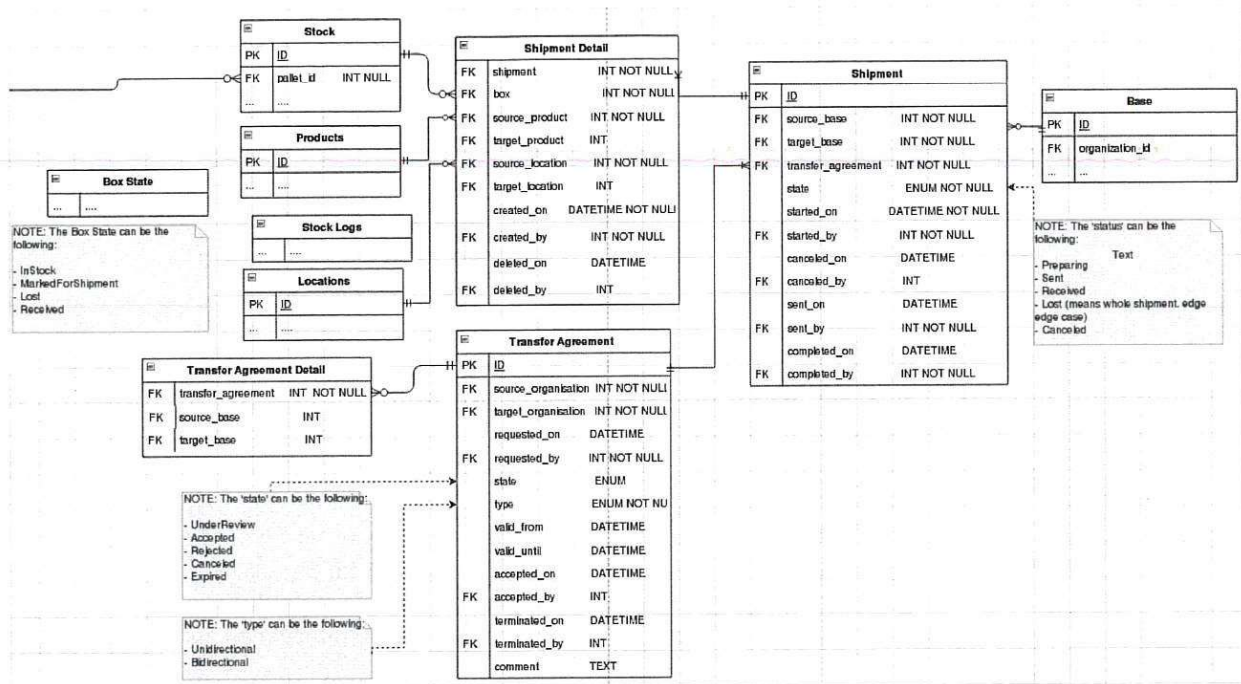 Stock
PK ID
FK pallet_id INT NULL
... ....
Products
PK ID
... ....
Box State
... ....
NOTE: The Box State can be the
following:
- InStock
- MarkedForShipment
- Lost
- Received
Stock Logs
... ....
Locations
PK ID
... ....
Shipment Detail
FK shipment INT NOT NULL
FK box INT NOT NULL
FK source_product INT NOT NULL
FK target_product INT
FK source_location INT NOT NULL
FK target_location INT
created_on DATETIME NOT NULL
FK created_by INT NOT NULL
deleted_on DATETIME
FK deleted_by INT
Shipment
PK ID
FK source_base INT NOT NULL
FK target_base INT NOT NULL
FK transfer_agreement INT NOT NULL
state ENUM NOT NULL
started_on DATETIME NOT NULL
FK started_by INT NOT NULL
canceled_on DATETIME
FK canceled_by INT
sent_on DATETIME
FK sent_by INT NOT NULL
completed_on DATETIME
FK completed_by INT NOT NULL
Base
PK ID
FK organization_id
... ...
NOTE: The 'status' can be the
following:
Text
- Preparing
- Sent
- Received
- Lost (means whole shipment. edge
edge case)
- Canceled
Transfer Agreement Detail
FK transfer_agreement INT NOT NULL
FK source_base INT
FK target_base INT
Transfer Agreement
PK ID
FK source_organisation INT NOT NULL
FK target_organisation INT NOT NULL
requested_on DATETIME
FK requested_by INT NOT NULL
state ENUM
type ENUM NOT NU
valid_from DATETIME
valid_until DATETIME
accepted_on DATETIME
FK accepted_by INT
terminated_on DATETIME
FK terminated_by INT
comment TEXT
NOTE: The 'state' can be the following:
- UnderReview
- Accepted
- Rejected
- Canceled
- Expired
NOTE: The 'type' can be the following:
- Unidirectional
- Bidirectional